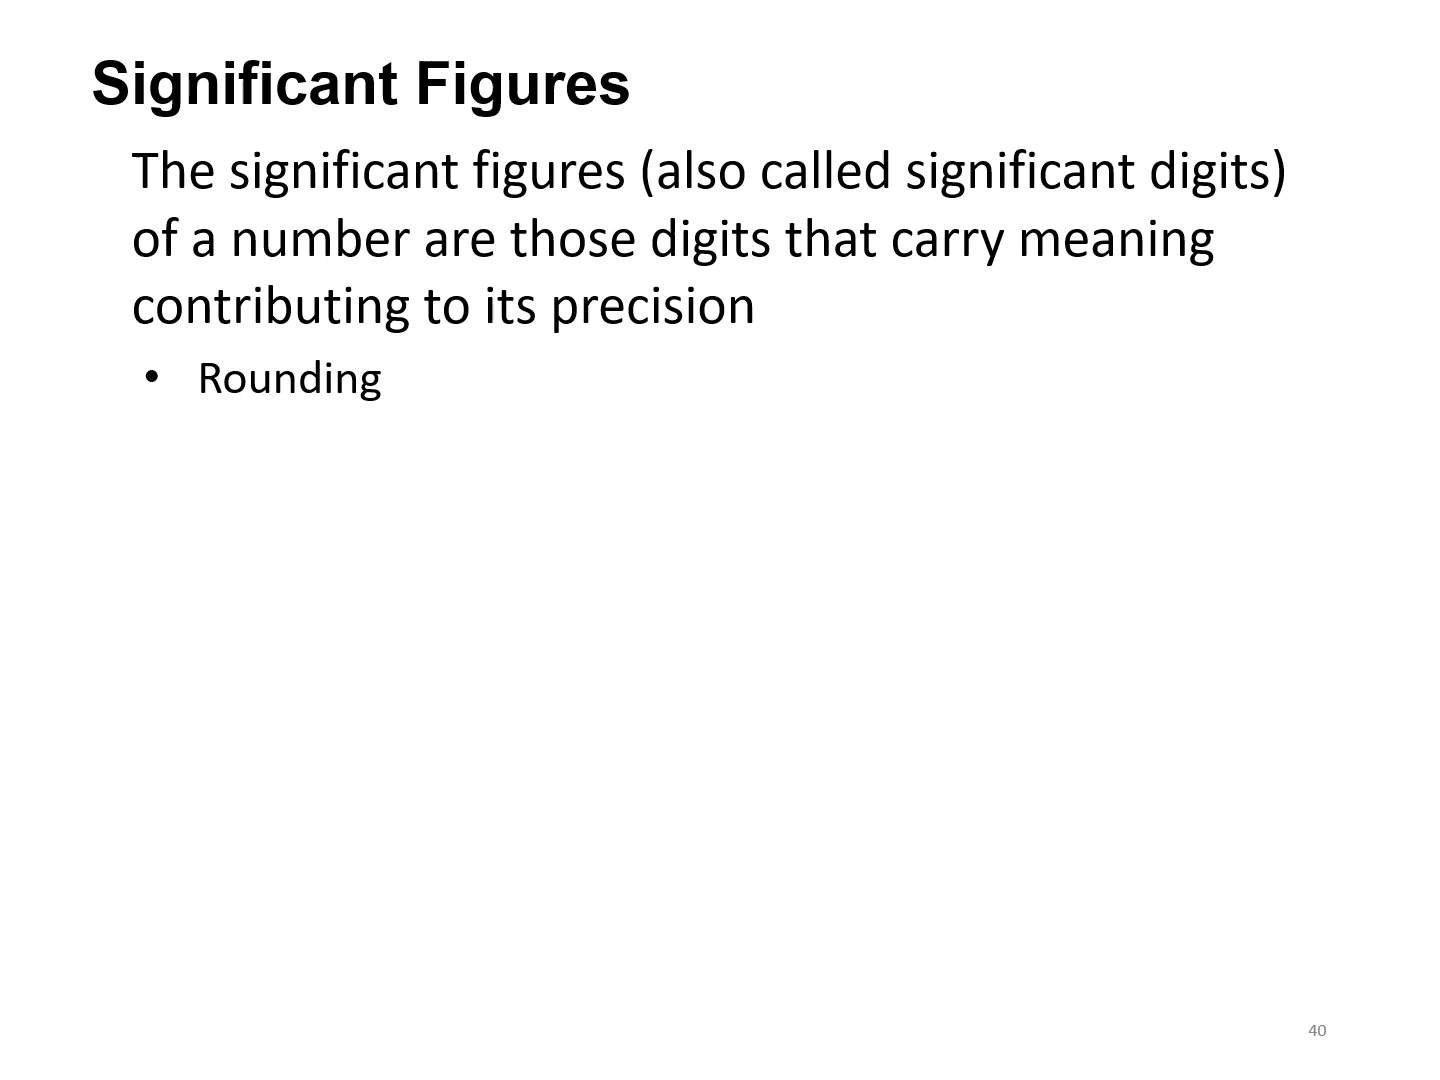 Significant Figures
The significant figures (also called significant digits)
of a number are those digits that carry meaning
contributing to its precision
• Rounding
40